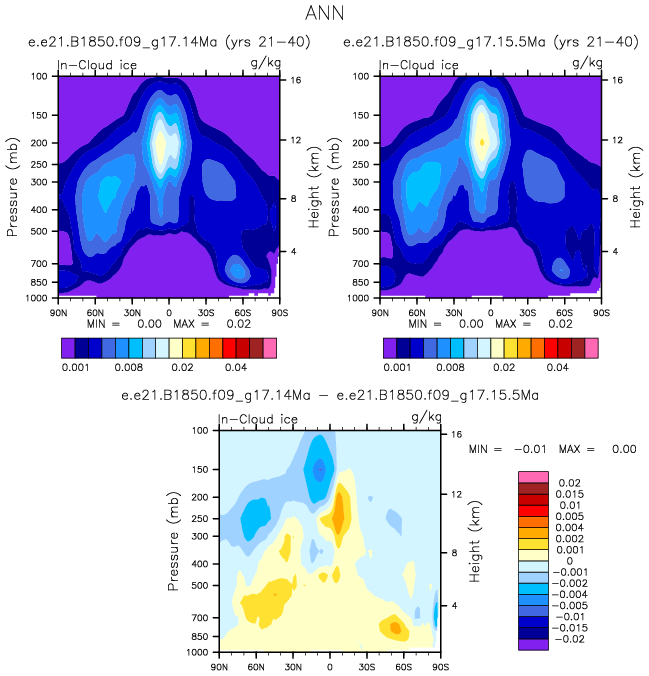 ANN
e.e21.B1850.f09_g17.14Ma (yrs 21-40)
In-Cloud ice g/kg
Pressure (mb)
100
150
200
250
300
400
500
700
850
1000
16
12
8
4
Height (km)
90N 60N 30N 0 30S 60S 90S
MIN = 0.00 MAX = 0.02
0.001 0.008 0.02 0.04
e.e21.B1850.f09_g17.15.5Ma (yrs 21-40)
In-Cloud ice g/kg
Pressure (mb)
100
150
200
250
300
400
500
700
850
1000
16
12
8
4
Height (km)
90N 60N 30N 0 30S 60S 90S
MIN = 0.00 MAX = 0.02
0.001 0.008 0.02 0.04
e.e21.B1850.f09_g17.14Ma - e.e21.B1850.f09_g17.15.5Ma
In-Cloud ice g/kg
Pressure (mb)
100
150
200
250
300
400
500
700
850
1000
16
12
8
4
Height (km)
90N 60N 30N 0 30S 60S 90S
MIN = -0.01 MAX = 0.00
0.02
0.015
0.01
0.005
0.004
0.002
0.001
0
-0.001
-0.002
-0.004
-0.005
-0.01
-0.015
-0.02